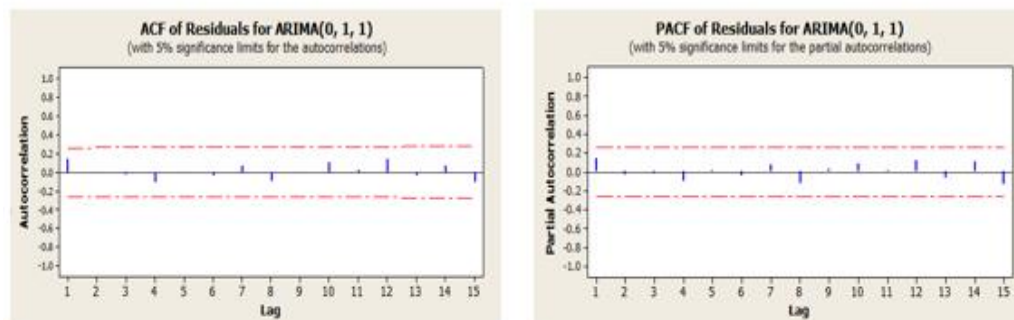 ACF of Residuals for ARIMA(0, 1, 1)
(with 5% significance limits for the autocorrelations)
Autocorrelation
1.0
0.8
0.6
0.4
0.2
0.0
-0.2
-0.4
-0.6
-0.8
-1.0
1 2 3 4 5 6 7 8 9 10 11 12 13 14 15
Lag
PACF of Residuals for ARIMA(0, 1, 1)
(with 5% significance limits for the partial autocorrelations)
Partial Autocorrelation
1.0
0.8
0.6
0.4
0.2
0.0
-0.2
-0.4
-0.6
-0.8
-1.0
1 2 3 4 5 6 7 8 9 10 11 12 13 14 15
Lag